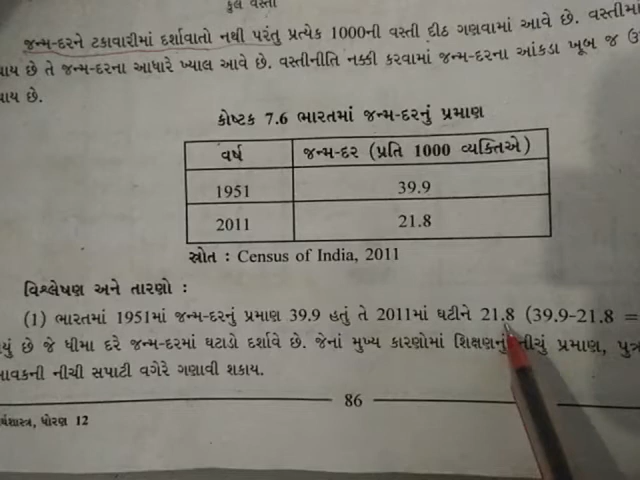 કુલ વસ્તી
જન્મ-દરને ટકાવારીમાં દર્શાવાતો નથી પરંતુ પ્રત્યેક 1000ની વસ્તી દીઠ ગણવામાં આવે છે. વસ્તીમાં
થાય છે તે જન્મ-દરના આધારે ખ્યાલ આવે છે. વસ્તીનીતિ નક્કી કરવામાં જન્મ-દરના આંકડા ખૂબ જ
થાય છે.
કોષ્ટક 7.6 ભારતમાં જન્મ-દરનું પ્રમાણ
વર્ષ જન્મ-દર (પ્રતિ 1000 વ્યક્તિએ)
1951 39.9
2011 21.8
સ્રોત : Census of India, 2011
વિશ્લેષણ અને તારણો :
(1) ભારતમાં 1951માં જન્મ-દરનું પ્રમાણ 39.9 હતું તે 2011માં ઘટીને 21.8 (39.9-21.8 =
છે જે ધીમા દરે જન્મ-દરમાં ઘટાડો દર્શાવે છે. જેનાં મુખ્ય કારણોમાં શિક્ષણનું નીચું પ્રમાણ,
આવકની નીચી સપાટી વગેરે ગણાવી શકાય.
86
ધોરણ 12